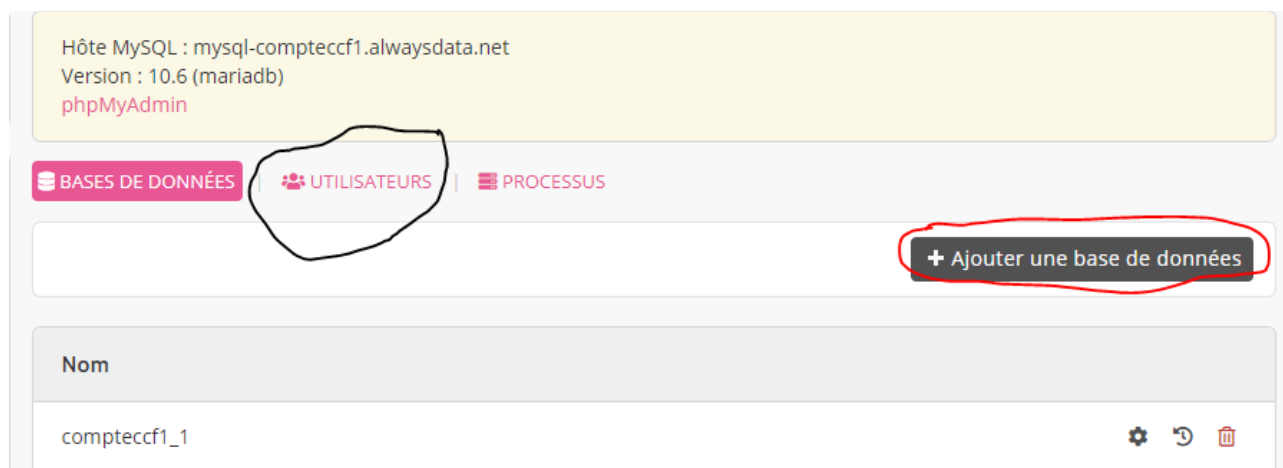 Hôte MySQL : mysql-compteccf1.alwaysdata.net
Version : 10.6 (mariadb)
phpMyAdmin
BASES DE DONNÉES | UTILISATEURS | PROCESSUS
+ Ajouter une base de données
Nom
compteccf1_1